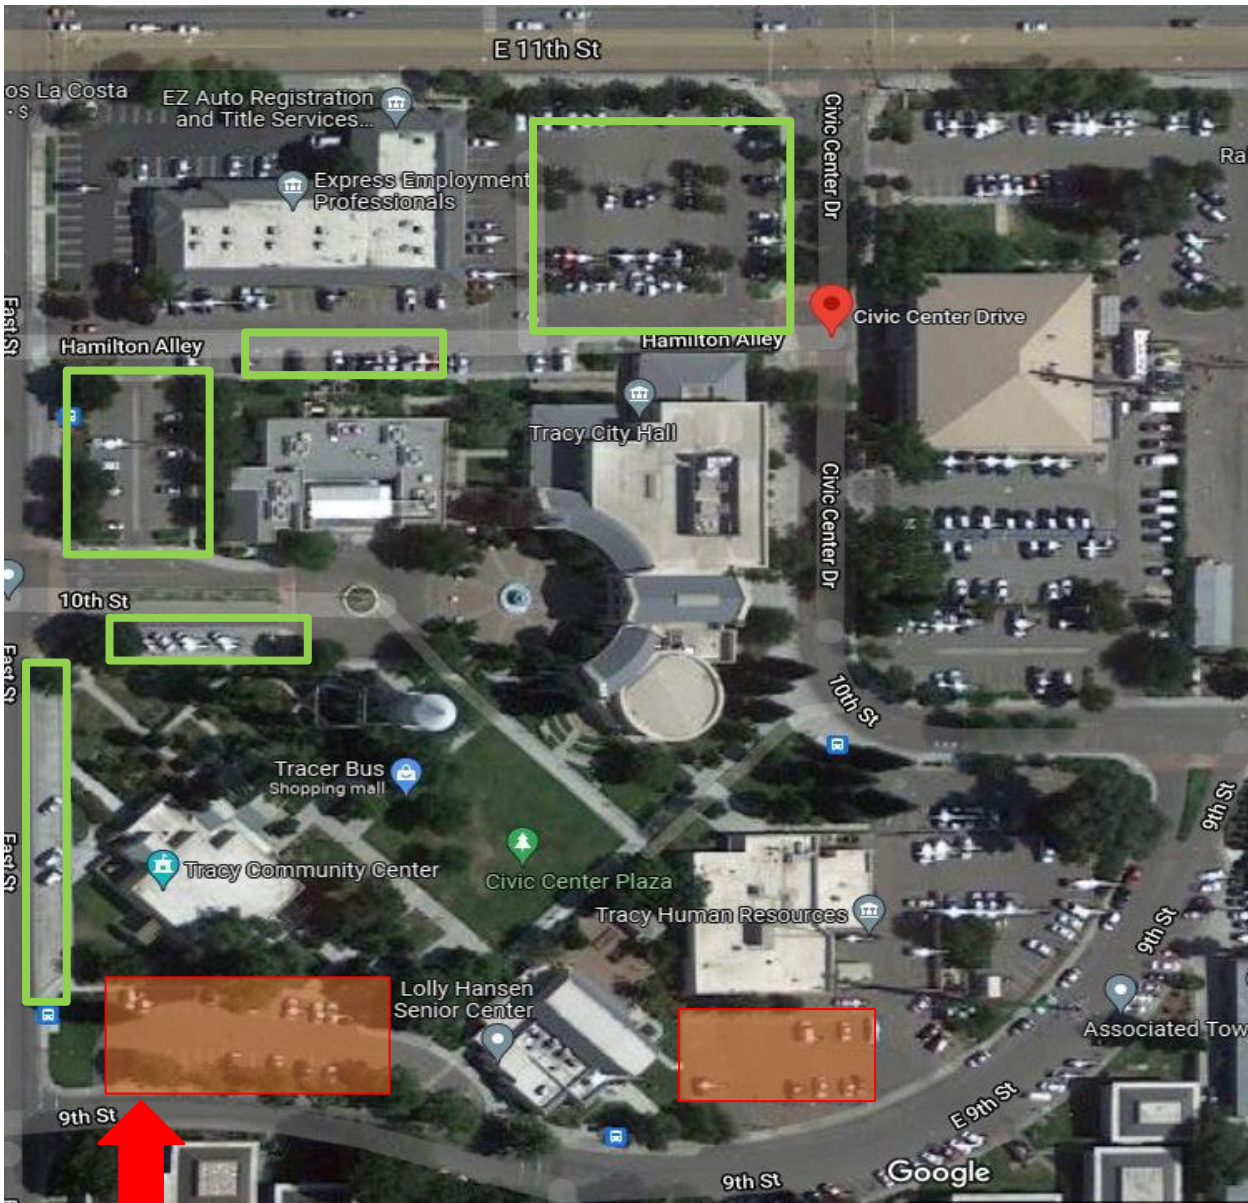 E 11th St
os La Costa
· $
EZ Auto Registration
and Title Services...
Civic Center Dr
Ra
Express Employment
Professionals
East St
Hamilton Alley
Hamilton Alley
Civic Center Drive
Tracy City Hall
Civic Center Dr
10th St
East St
10th St
Tracer Bus
Shopping mall
9th St
East St
Tracy Community Center
Civic Center Plaza
Tracy Human Resources
9th St
Lolly Hansen
Senior Center
Associated Tow
9th St
E 9th St
9th St
Google